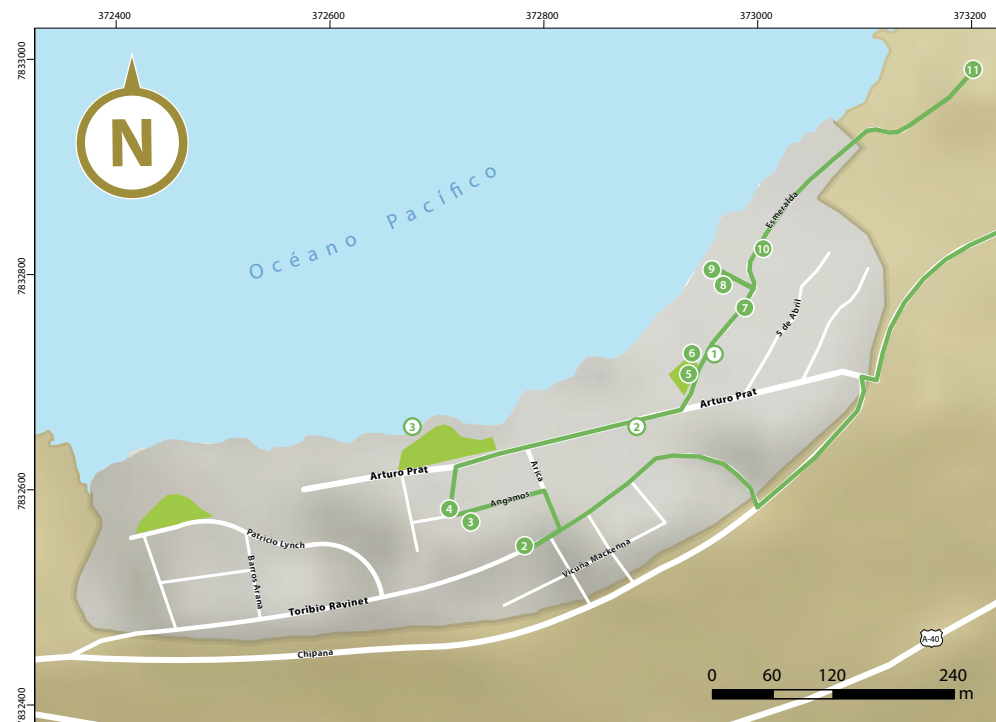 372400 372600 372800 373000 373200
7833000
7832800
7832600
7832400
N
Océano Pacífico
11
Esmeralda
10
9
8
7
5 de Abril
6 1
5
Arturo Prat
3
2
Arturo Prat
Arica
Angamos
4
3
2
Patricio Lynch
Barros Arana
Vicuña Mackenna
Toribio Ravinet
Chipana
A-40
0 60 120 240
m